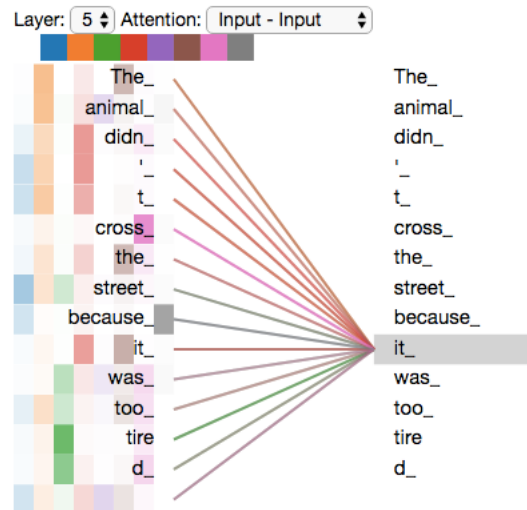 Layer: 5 Attention: Input - Input
The_ The_
animal_ animal_
didn_ didn_
'_ '_
t_ t_
cross_ cross_
the_ the_
street_ street_
because_ because_
it_ it_
was_ was_
too_ too_
tire tire
d_ d_